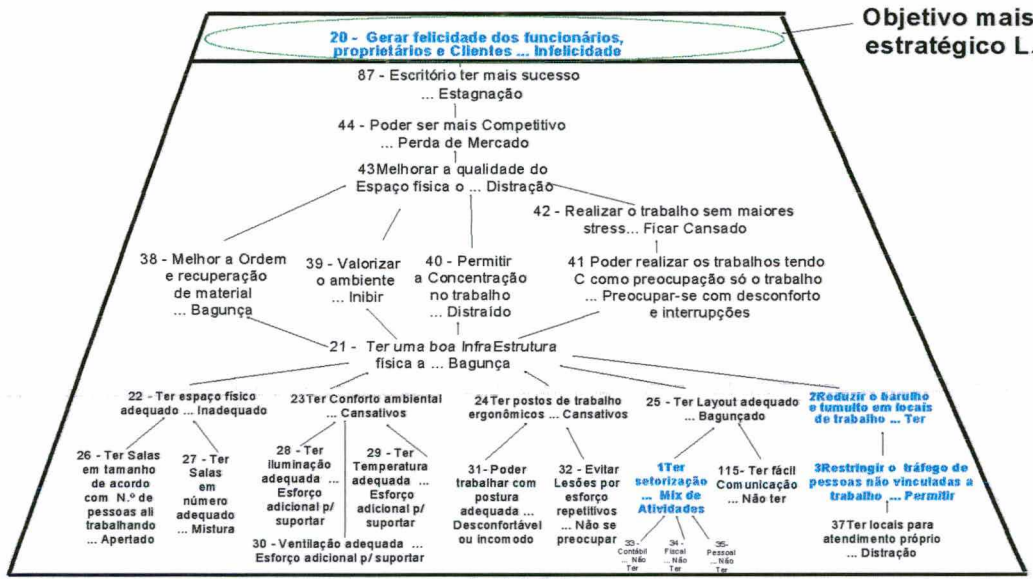 Objetivo mais
estratégico L.
20 - Gerar felicidade dos funcionários,
proprietários e Clientes ... Infelicidade
87 - Escritório ter mais sucesso
... Estagnação
44 - Poder ser mais Competitivo
... Perda de Mercado
43Melhorar a qualidade do
Espaço física o ... Distração
42 - Realizar o trabalho sem maiores
stress... Ficar Cansado
38 - Melhor a Ordem
e recuperação
de material
... Bagunça
39 - Valorizar
o ambiente
... Inibir
40 - Permitir
a Concentração
no trabalho
... Distraído
41 Poder realizar os trabalhos tendo
C como preocupação só o trabalho
... Preocupar-se com desconforto
e interrupções
21 - Ter uma boa InfraEstrutura
física a ... Bagunça
22 - Ter espaço físico
adequado ... Inadequado
23Ter Conforto ambiental
... Cansativos
24Ter postos de trabalho
ergonômicos ... Cansativos
25 - Ter Layout adequado
... Bagunçado
2Reduzir o barulho
e tumulto em locais
de trabalho ... Ter
26 - Ter Salas
em tamanho
de acordo
com N.º de
pessoas ali
trabalhando
... Apertado
27 - Ter
Salas
em
número
adequado
... Mistura
28 - Ter
iluminação
adequada ...
Esforço
adicional p/
suportar
29 - Ter
Temperatura
adequada ...
Esforço
adicional p/
suportar
30 - Ventilação adequada ...
Esforço adicional p/ suportar
31- Poder
trabalhar com
postura
adequada ...
Desconfortável
ou incomodo
32 - Evitar
Lesões por
esforço
repetitivos
... Não se
preocupar
1Ter
setorização
... Mix de
Atividades
115- Ter fácil
Comunicação
... Não ter
3Restringir o tráfego de
pessoas não vinculadas a
trabalho ... Permitir
33 -
Contábil
... Não
Ter
34 -
Fiscal
... Não
Ter
35-
Pessoal
... Não
Ter
37Ter locais para
atendimento próprio
... Distração